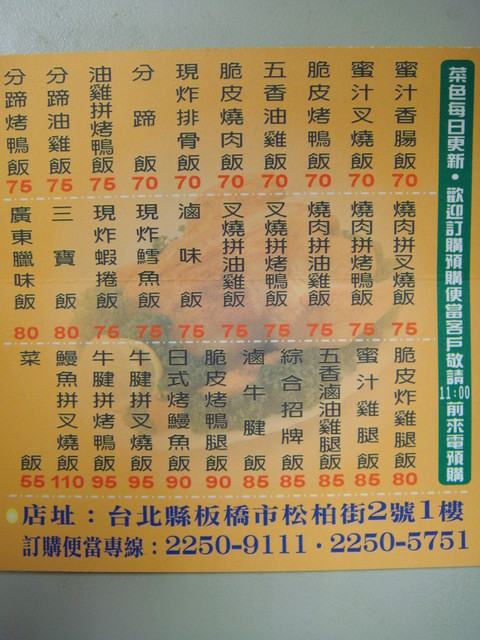 菜色每日更新•歡迎訂購預購便當客戶敬請11:00前來電預購
蜜汁香腸飯 70
蜜汁叉燒飯 70
脆皮烤鴨飯 70
五香油雞飯 70
脆皮燒肉飯 70
現炸排骨飯 70
分蹄飯 70
油雞拼烤鴨飯 75
分蹄油雞飯 75
分蹄烤鴨飯 75
燒肉拼叉燒飯 75
燒肉拼烤鴨飯 75
燒肉拼油雞飯 75
叉燒拼烤鴨飯 75
叉燒拼油雞飯 75
滷味飯 75
現炸鱈魚飯 75
現炸蝦捲飯 75
三寶飯 80
廣東臘味飯 80
脆皮炸雞腿飯 80
蜜汁雞腿飯 85
五香滷油雞腿飯 85
綜合招牌飯 85
滷牛腱飯 85
脆皮烤鴨腿飯 90
日式烤鰻魚飯 90
牛腱拼叉燒飯 95
牛腱拼烤鴨飯 95
鰻魚拼叉燒飯 110
菜飯 55
店址：台北縣板橋市松柏街2號1樓
訂購便當專線：2250-9111·2250-5751